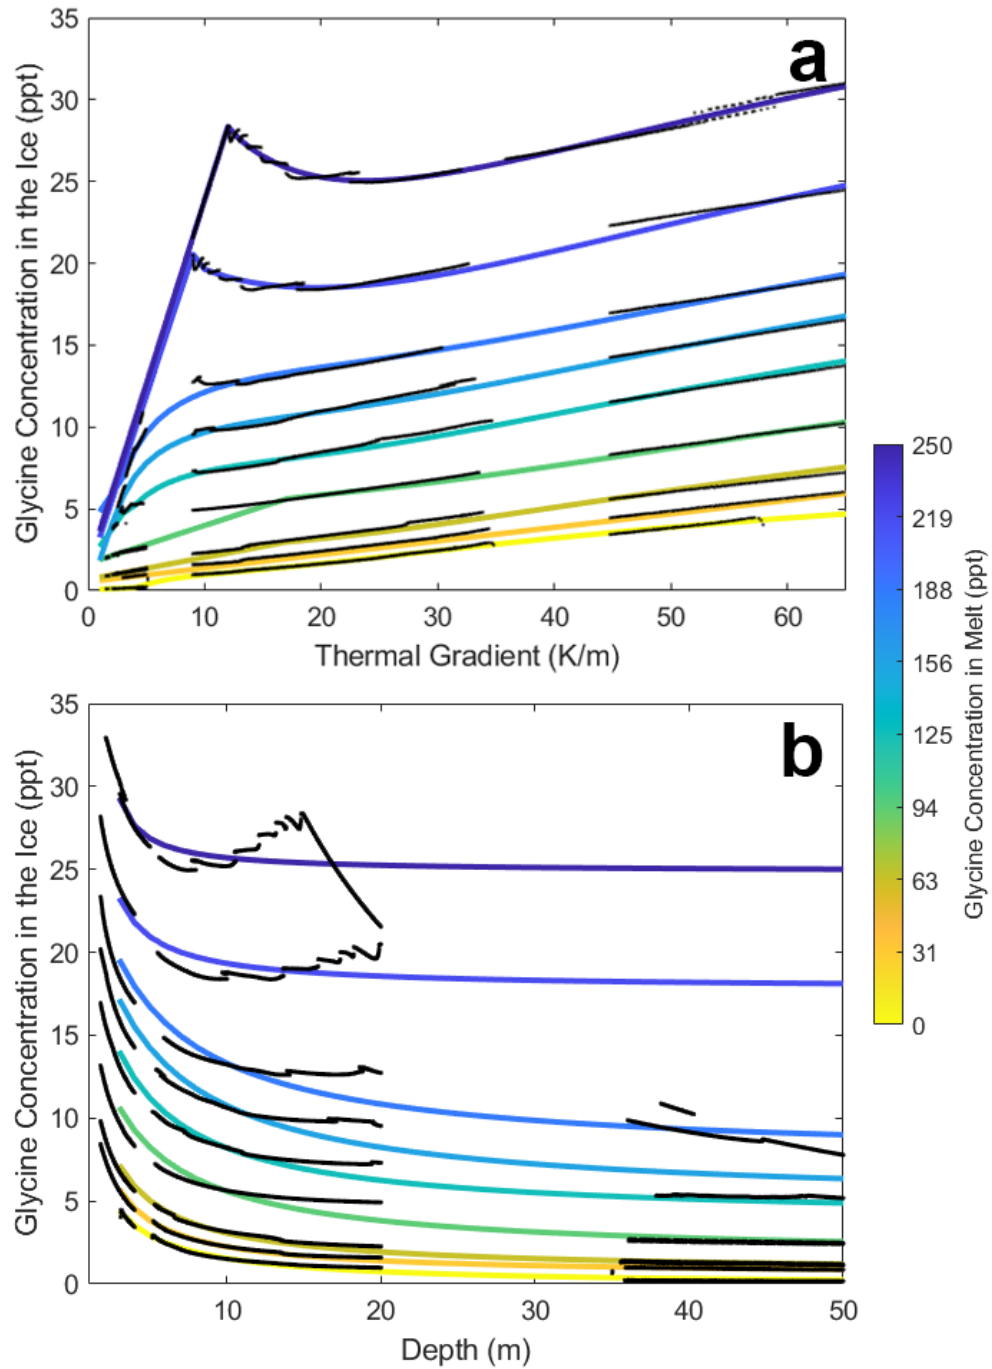 a
Glycine Concentration in the Ice (ppt)
35
30
25
20
15
10
5
0
0 10 20 30 40 50 60
Thermal Gradient (K/m)
b
Glycine Concentration in the Ice (ppt)
35
30
25
20
15
10
5
0
10 20 30 40 50
Depth (m)
250
219
188
156
125
94
63
31
0
Glycine Concentration in Melt (ppt)